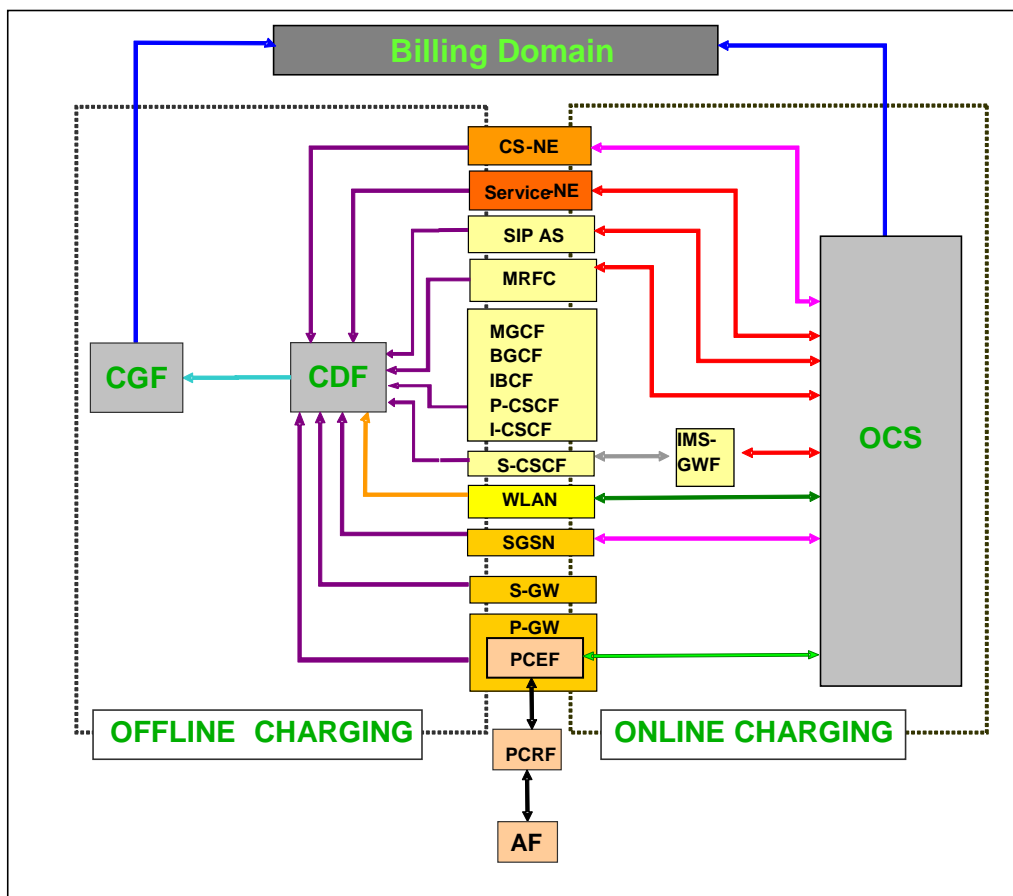 Billing Domain
CS-NE
Service-NE
SIP AS
MRFC
MGCF
BGCF
IBCF
P-CSCF
I-CSCF
CGF
CDF
OCS
IMS-
GWF
S-CSCF
WLAN
SGSN
S-GW
P-GW
PCEF
OFFLINE CHARGING
ONLINE CHARGING
PCRF
AF